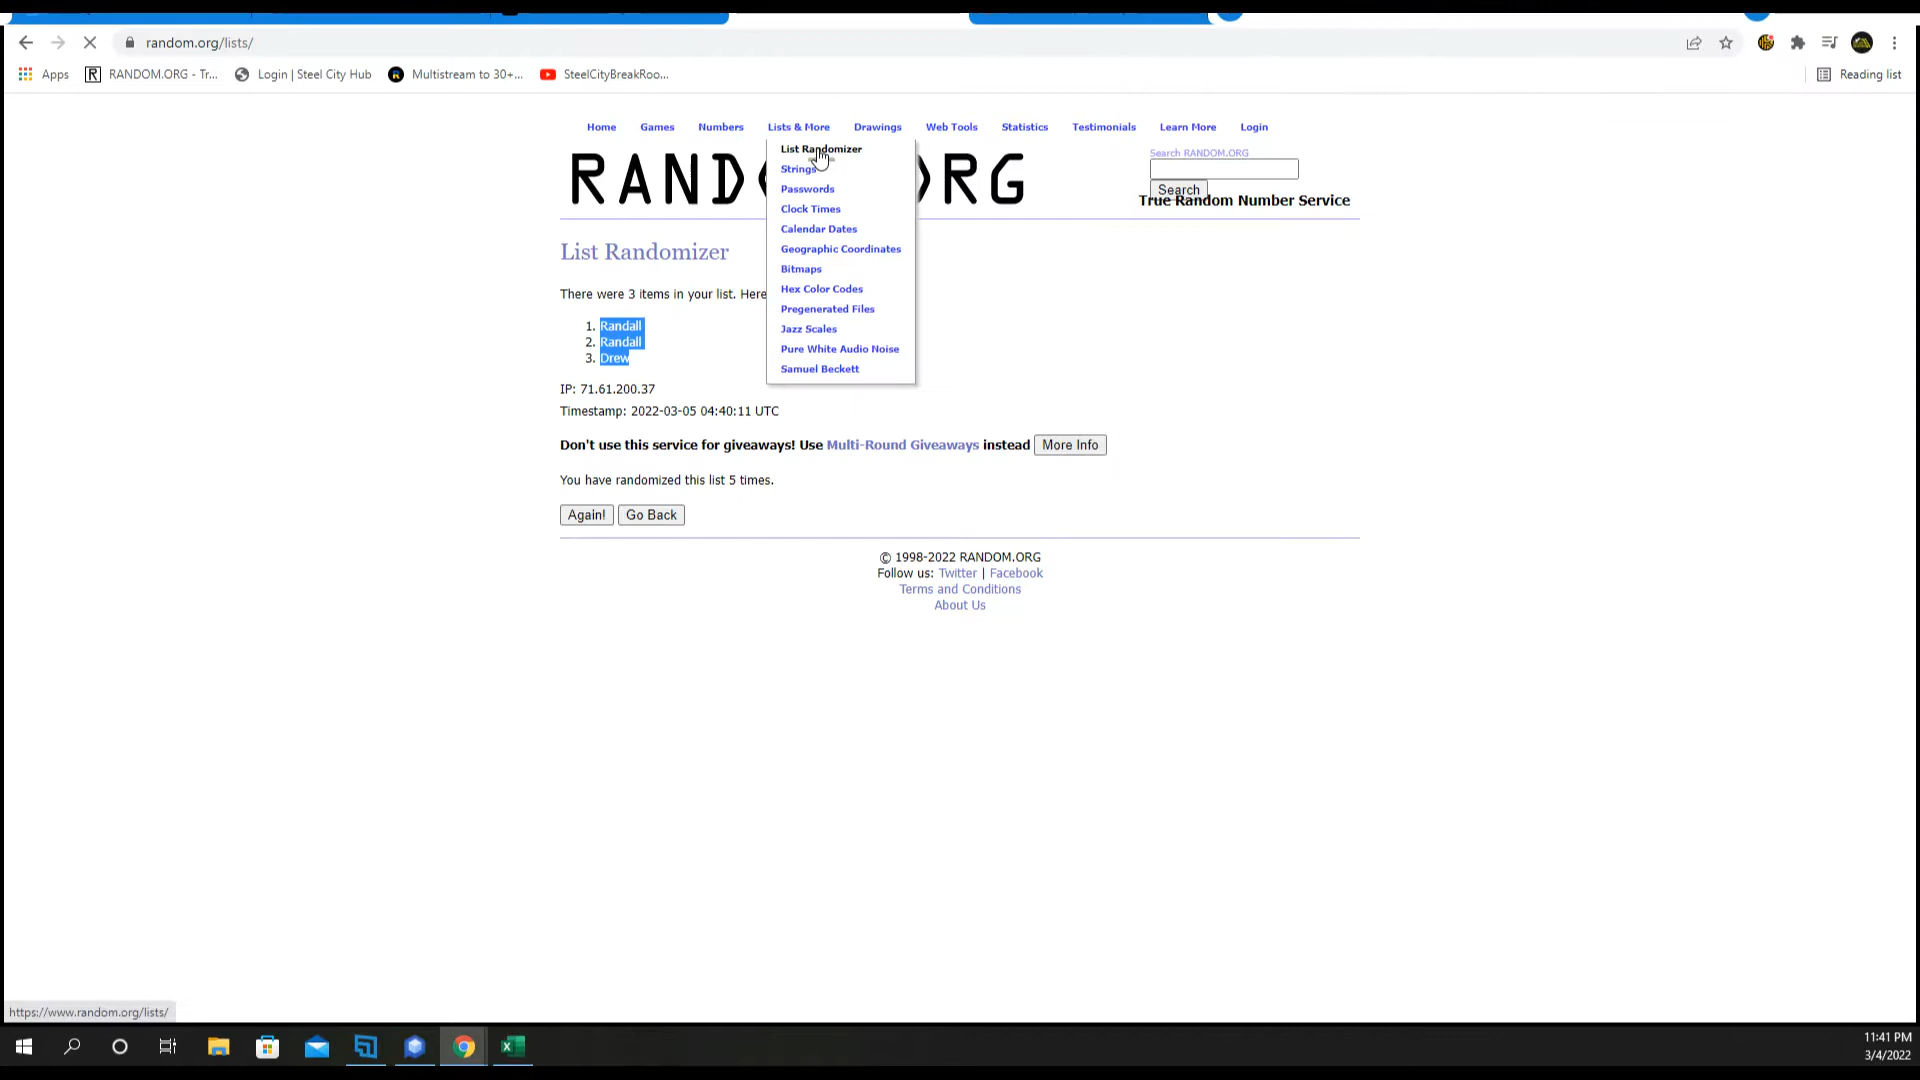 random.org/lists/
Apps RANDOM.ORG - Tr... Login | Steel City Hub Multistream to 30+... SteelCityBreakRoo... Reading list
Home Games Numbers Lists & More Drawings Web Tools Statistics Testimonials Learn More Login
List Randomizer
Strings
Passwords
Clock Times
Calendar Dates
Geographic Coordinates
Bitmaps
Hex Color Codes
Pregenerated Files
Jazz Scales
Pure White Audio Noise
Samuel Beckett
RAND RG
Search RANDOM.ORG
Search
True Random Number Service
List Randomizer
There were 3 items in your list. Here
1. Randall
2. Randall
3. Drew
IP: 71.61.200.37
Timestamp: 2022-03-05 04:40:11 UTC
Don't use this service for giveaways! Use Multi-Round Giveaways instead More Info
You have randomized this list 5 times.
Again! Go Back
© 1998-2022 RANDOM.ORG
Follow us: Twitter | Facebook
Terms and Conditions
About Us
https://www.random.org/lists/
11:41 PM
3/4/2022